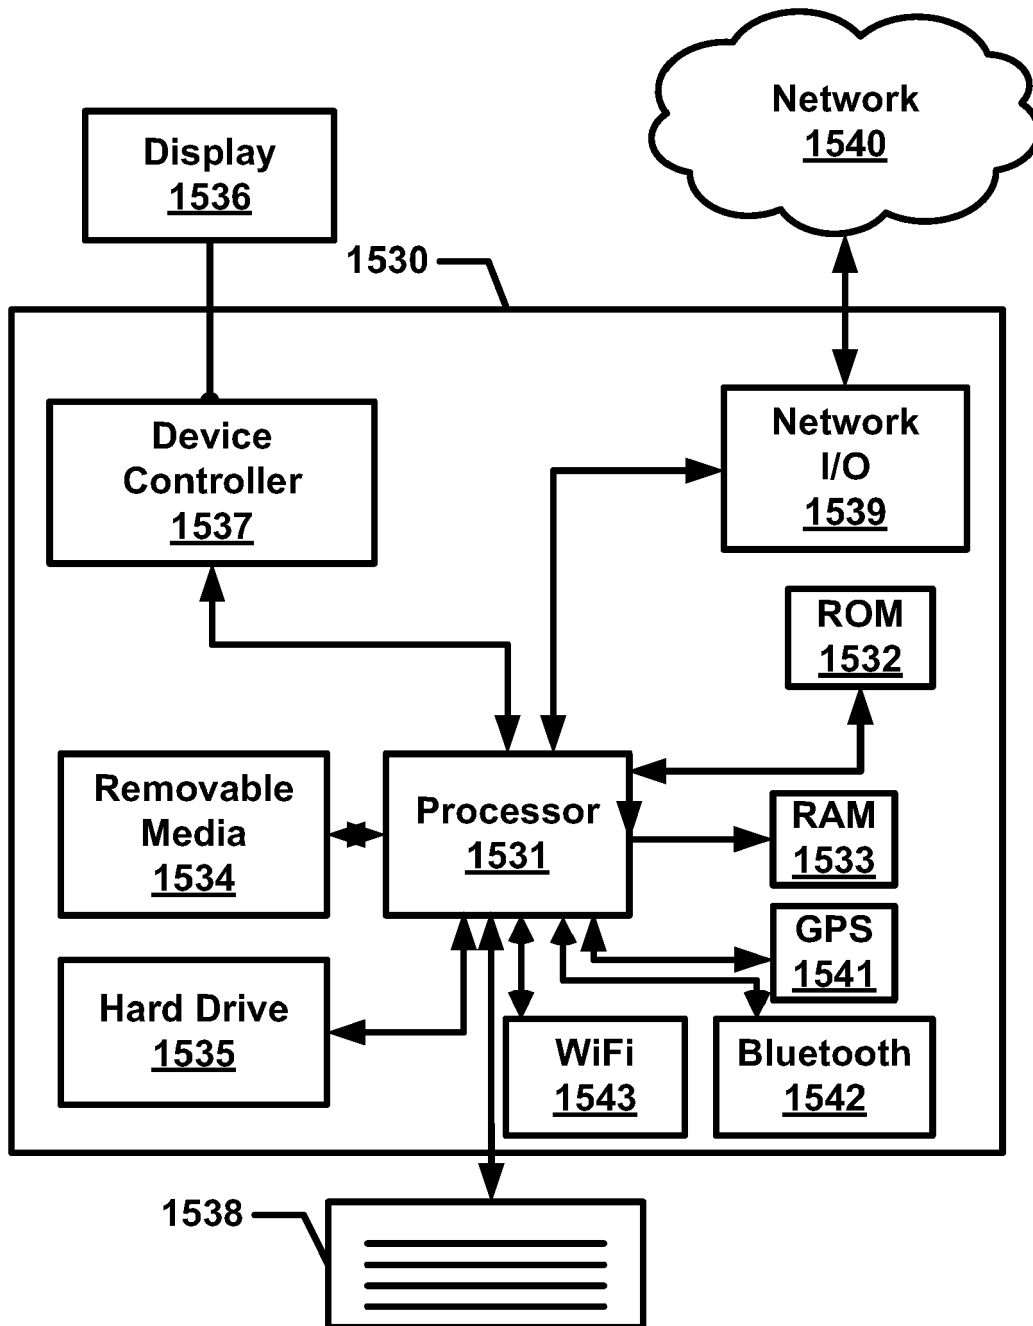 Network
1540
Display
1536
1530
Device
Controller
1537
Network
I/O
1539
ROM
1532
Removable
Media
1534
Processor
1531
RAM
1533
GPS
1541
Hard Drive
1535
WiFi
1543
Bluetooth
1542
1538